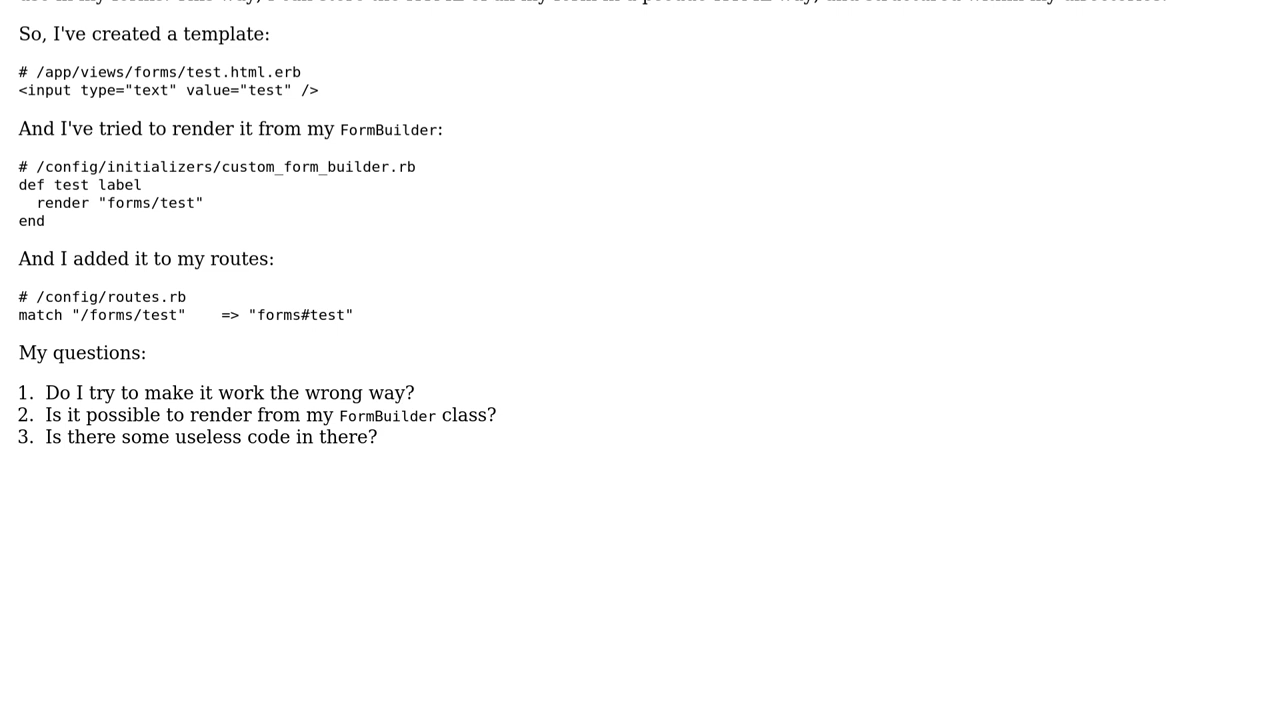 So, I've created a template:
# /app/views/forms/test.html.erb
<input type="text" value="test" />
And I've tried to render it from my FormBuilder:
# /config/initializers/custom_form_builder.rb
def test label
  render "forms/test"
end
And I added it to my routes:
# /config/routes.rb
match "/forms/test"    => "forms#test"
My questions:
1. Do I try to make it work the wrong way?
2. Is it possible to render from my FormBuilder class?
3. Is there some useless code in there?